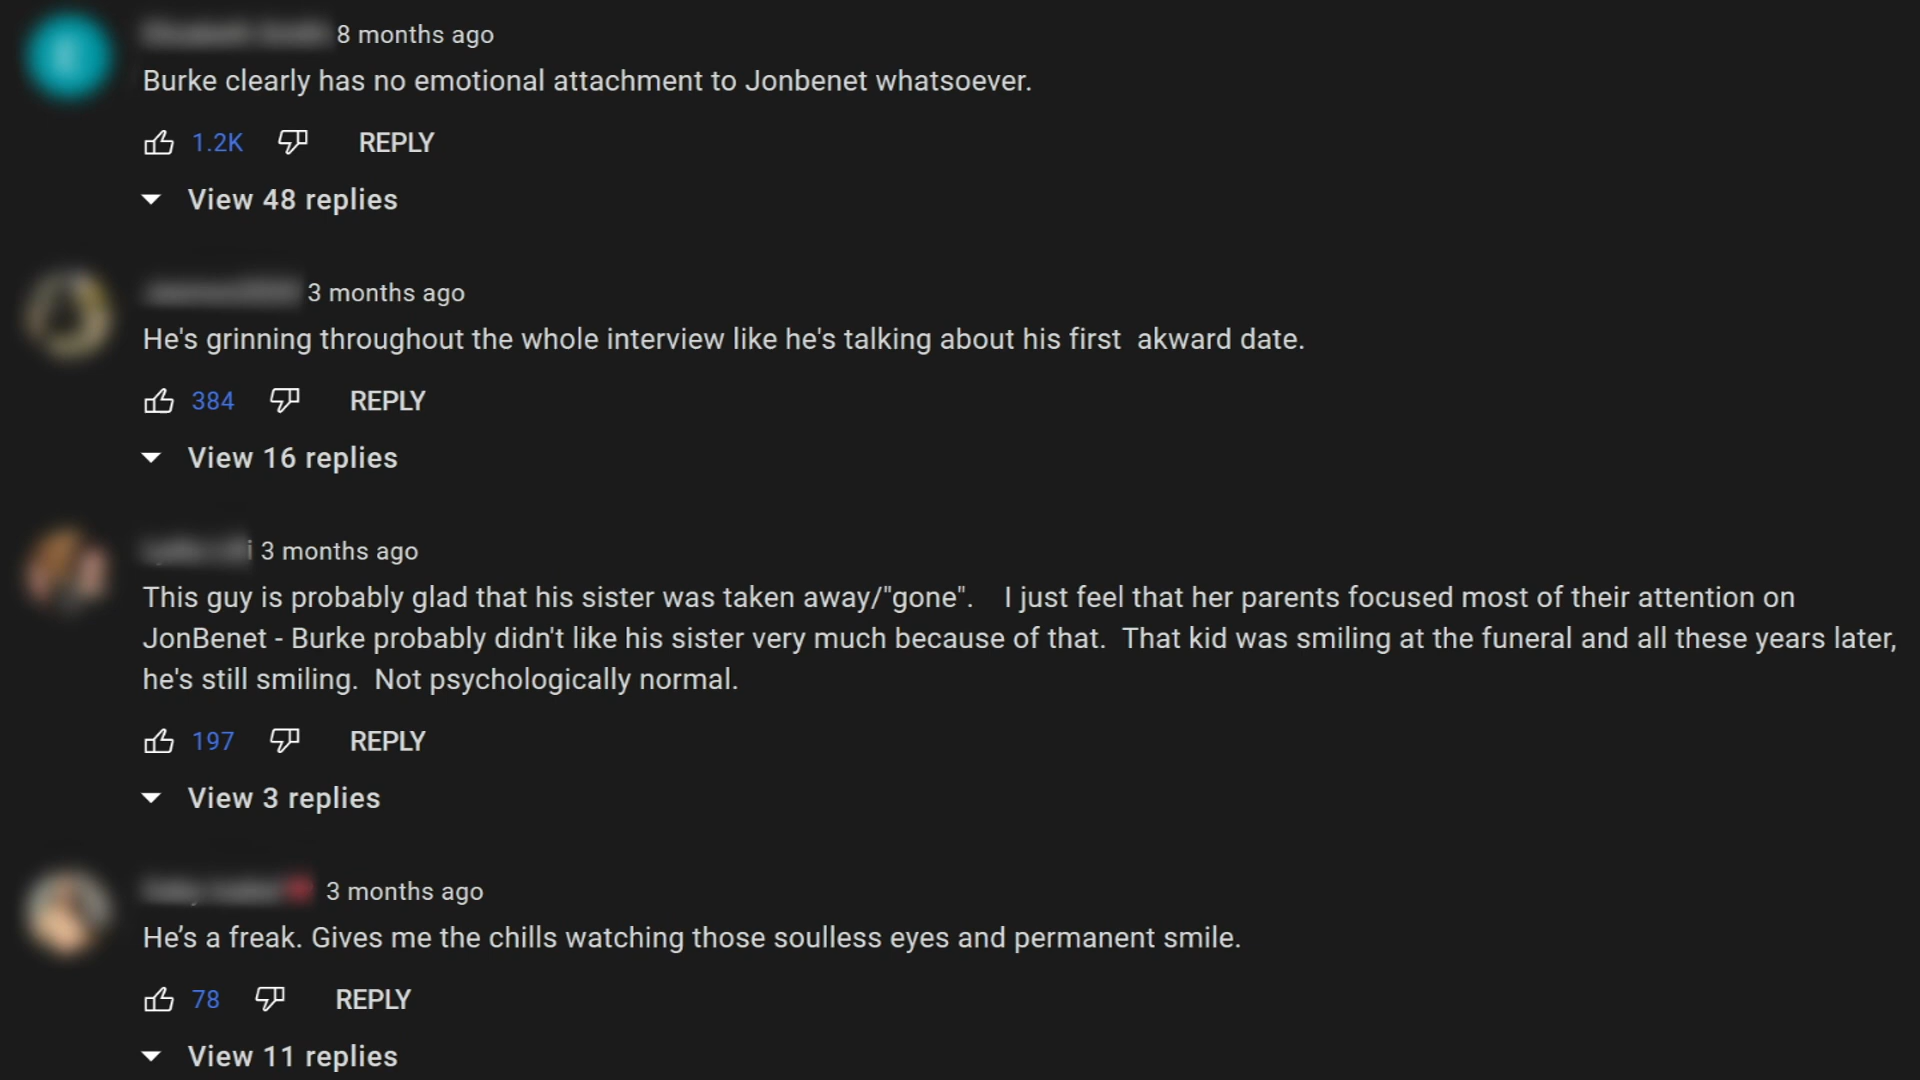 8 months ago
Burke clearly has no emotional attachment to Jonbenet whatsoever.
1.2K REPLY
View 48 replies
3 months ago
He's grinning throughout the whole interview like he's talking about his first  akward date.
384 REPLY
View 16 replies
3 months ago
This guy is probably glad that his sister was taken away/"gone".    I just feel that her parents focused most of their attention on
JonBenet - Burke probably didn't like his sister very much because of that.  That kid was smiling at the funeral and all these years later,
he's still smiling.  Not psychologically normal.
197 REPLY
View 3 replies
3 months ago
He’s a freak. Gives me the chills watching those soulless eyes and permanent smile.
78 REPLY
View 11 replies